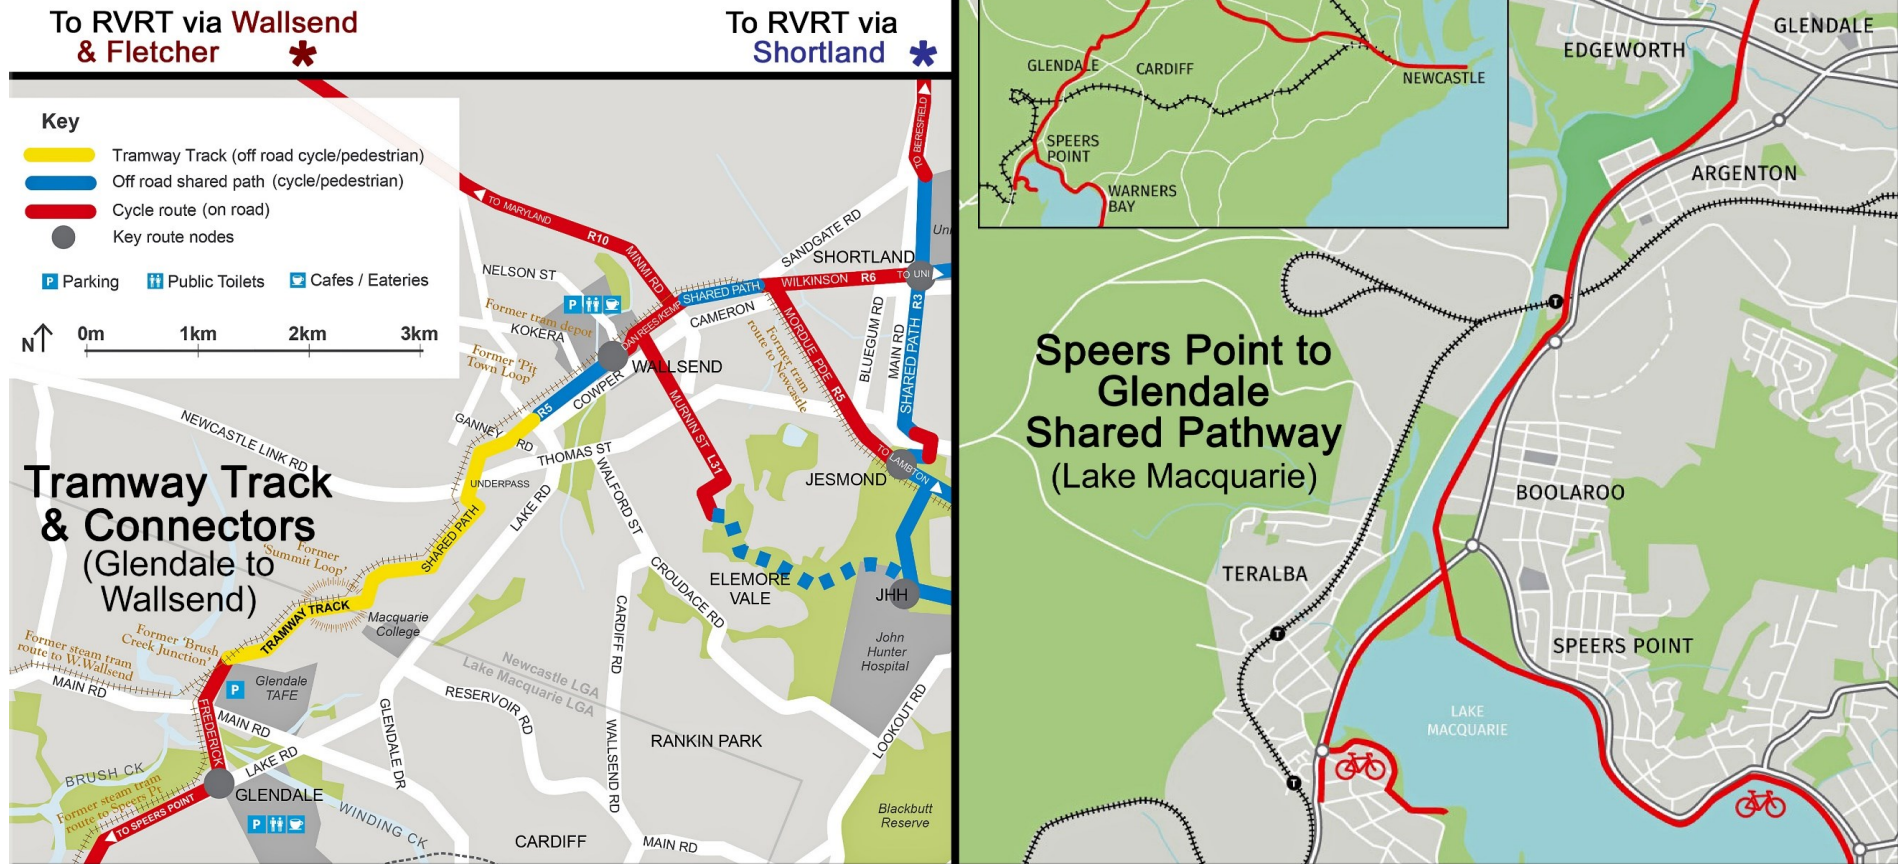 To RVRT via Wallsend
& Fletcher *
To RVRT via
Shortland *
Key
Tramway Track (off road cycle/pedestrian)
Off road shared path (cycle/pedestrian)
Cycle route (on road)
Key route nodes
P Parking
Public Toilets
Cafes / Eateries
N
0m 1km 2km 3km
TO MARYLAND
R10
MINMI RD
TO BERESFIELD
SANDGATE RD
SHORTLAND
Uni
TO UNI
WILKINSON R6
SHARED PATH
CAMERON
DAN REES/KEMP
NELSON ST
P
Former tram depot
KOKERA
Former 'Pit
Town Loop'
WALLSEND
COWPER
R5
MORDUE PDE R5
Former tram
route to Newcastle
BLUEGUM RD
MAIN RD
SHARED PATH R3
MURNIN ST L31
GANNEY RD
THOMAS ST
UNDERPASS
NEWCASTLE LINK RD
LAKE RD
WALFORD ST
JESMOND
TO LAMBTON
Tramway Track
& Connectors
(Glendale to
Wallsend)
Former
'Summit Loop'
SHARED PATH
TRAMWAY TRACK
Macquarie
College
CROUDACE RD
ELEMORE
VALE
JHH
John
Hunter
Hospital
Former 'Brush
Creek Junction'
Former steam tram
route to W.Wallsend
MAIN RD
P
Glendale
TAFE
FREDERICK
MAIN RD
LAKE RD
Newcastle LGA
Lake Macquarie LGA
CARDIFF RD
RESERVOIR RD
GLENDALE DR
WALLSEND RD
RANKIN PARK
LOOKOUT RD
BRUSH CK
Former steam tram
route to Speers Pt
TO SPEERS POINT
GLENDALE
P
WINDING CK
CARDIFF
MAIN RD
Blackbutt
Reserve
GLENDALE
CARDIFF
NEWCASTLE
SPEERS
POINT
WARNERS
BAY
EDGEWORTH
GLENDALE
ARGENTON
T
Speers Point to
Glendale
Shared Pathway
(Lake Macquarie)
BOOLAROO
TERALBA
T
SPEERS POINT
LAKE
MACQUARIE
T